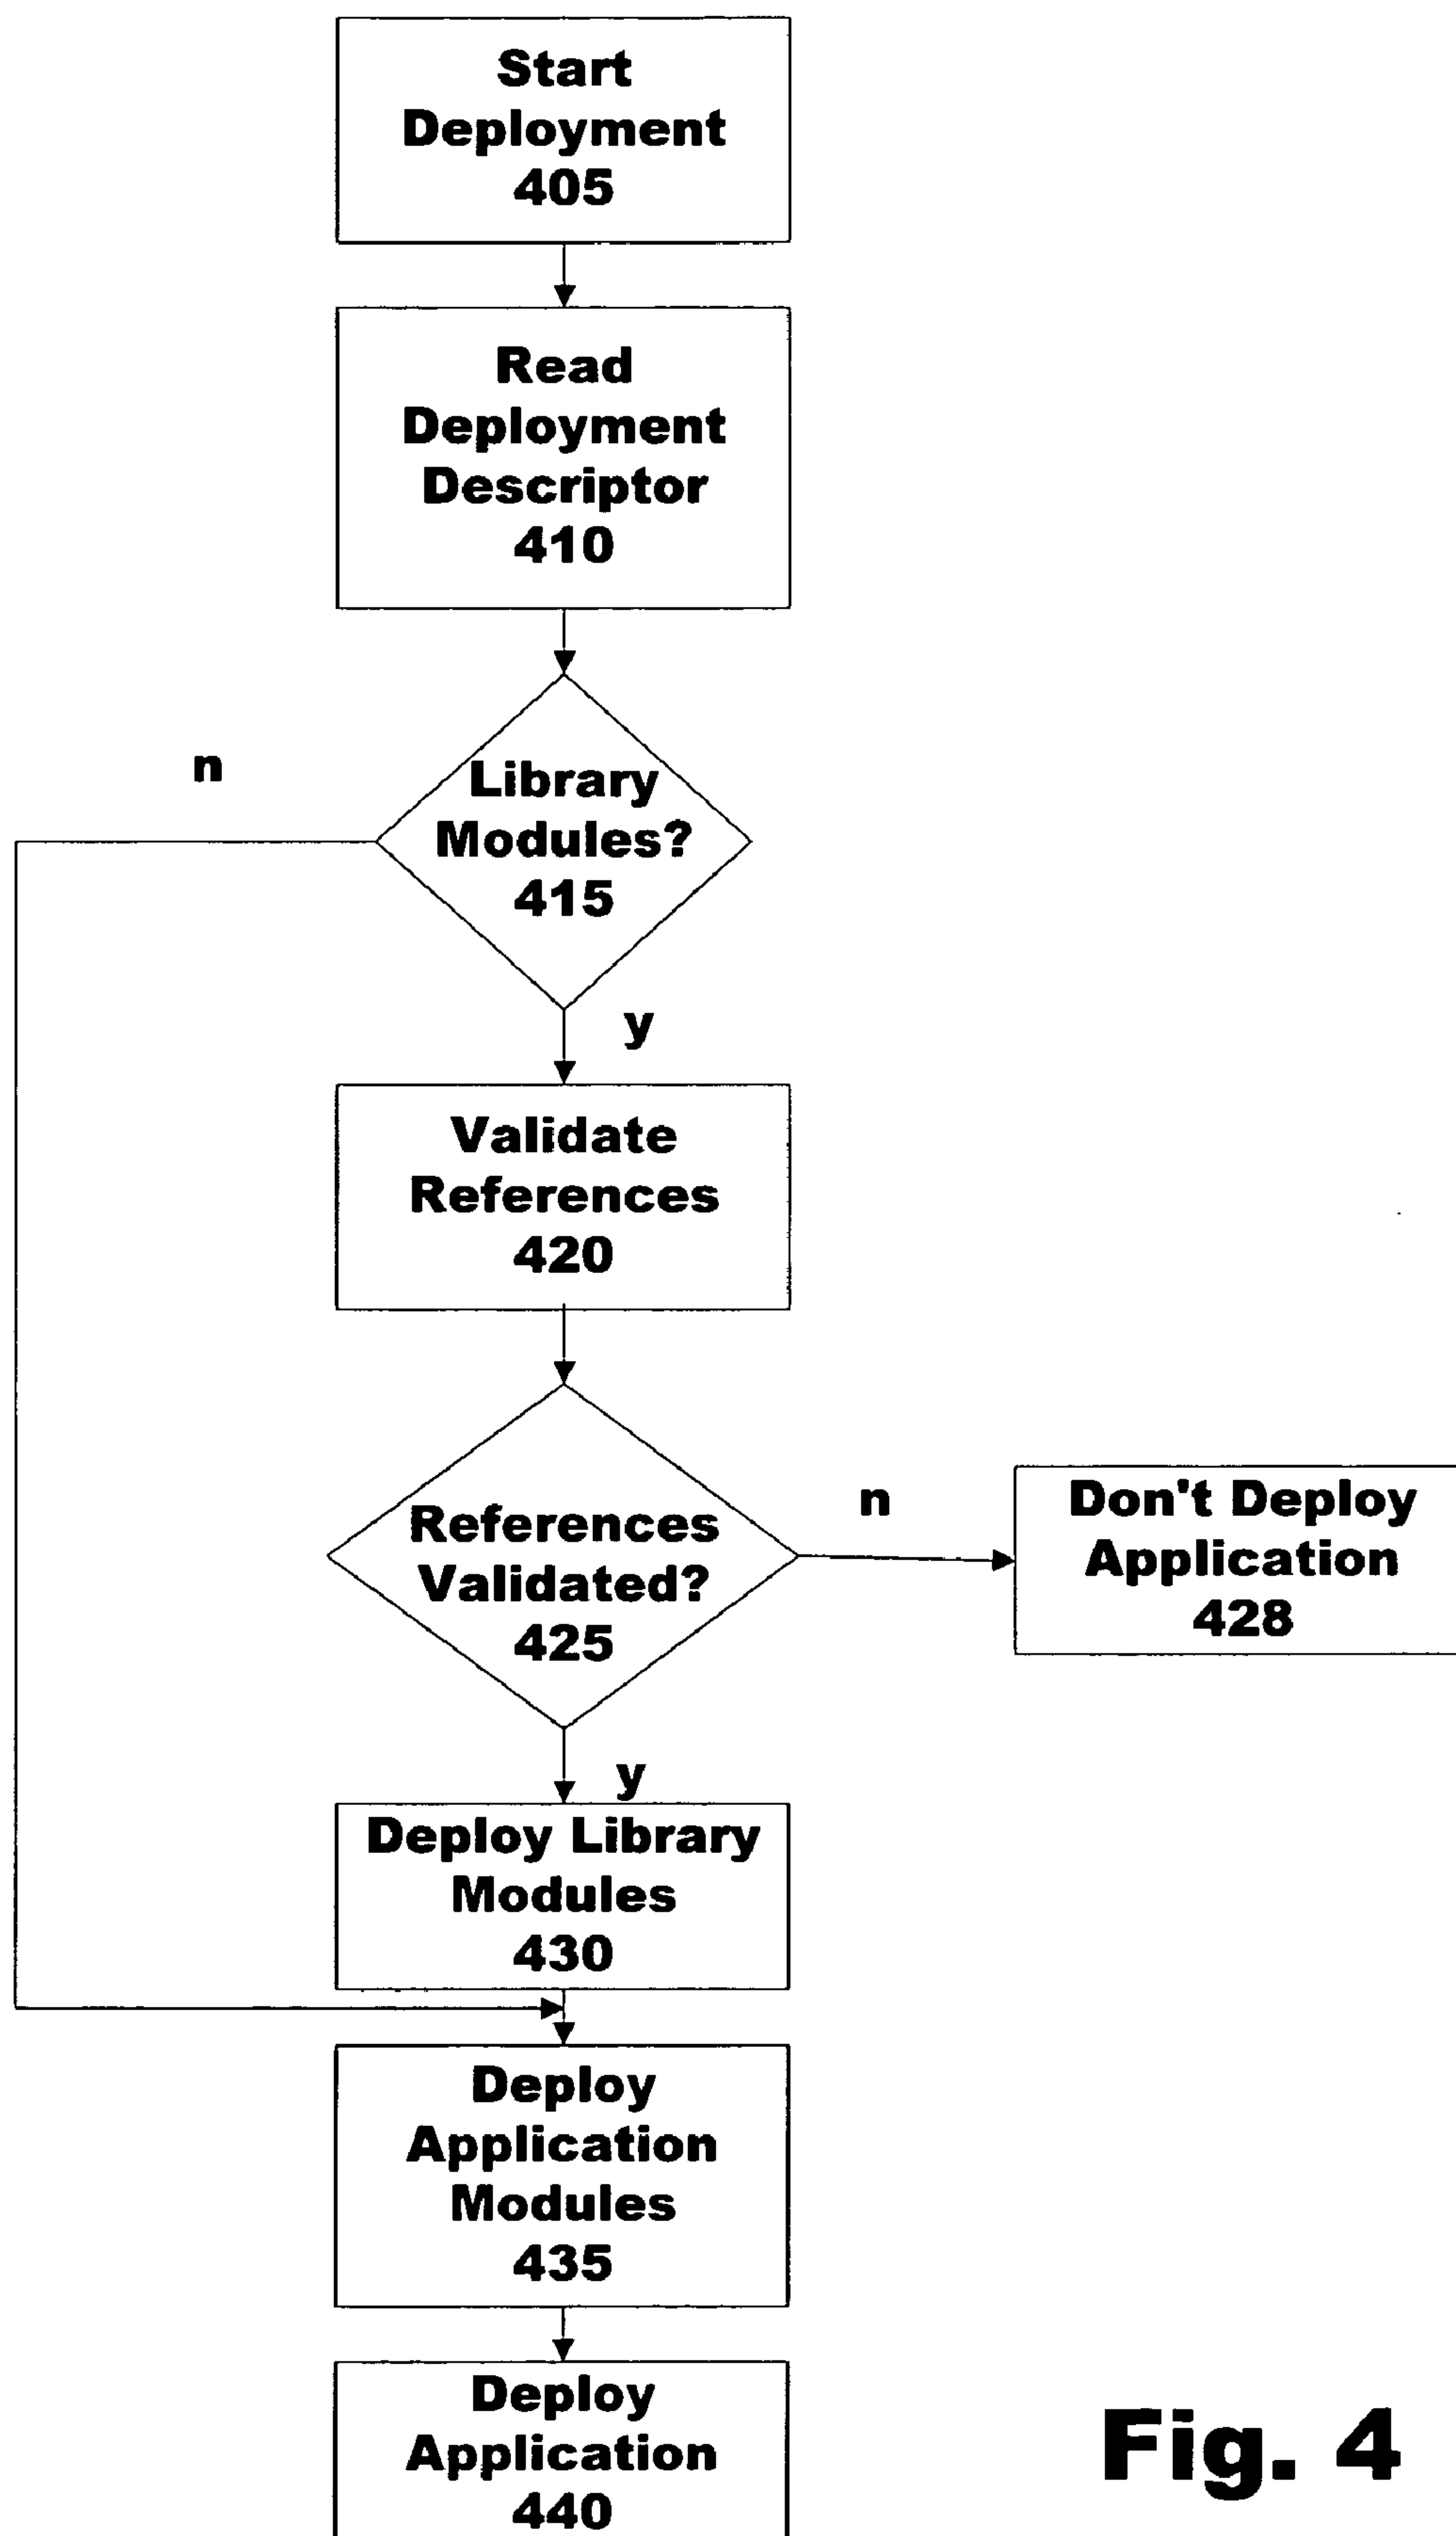 Start
Deployment
405
Read
Deployment
Descriptor
410
n
Library
Modules?
415
y
Validate
References
420
References
Validated?
425
n
Don't Deploy
Application
428
y
Deploy Library
Modules
430
Deploy
Application
Modules
435
Deploy
Application
440
Fig. 4